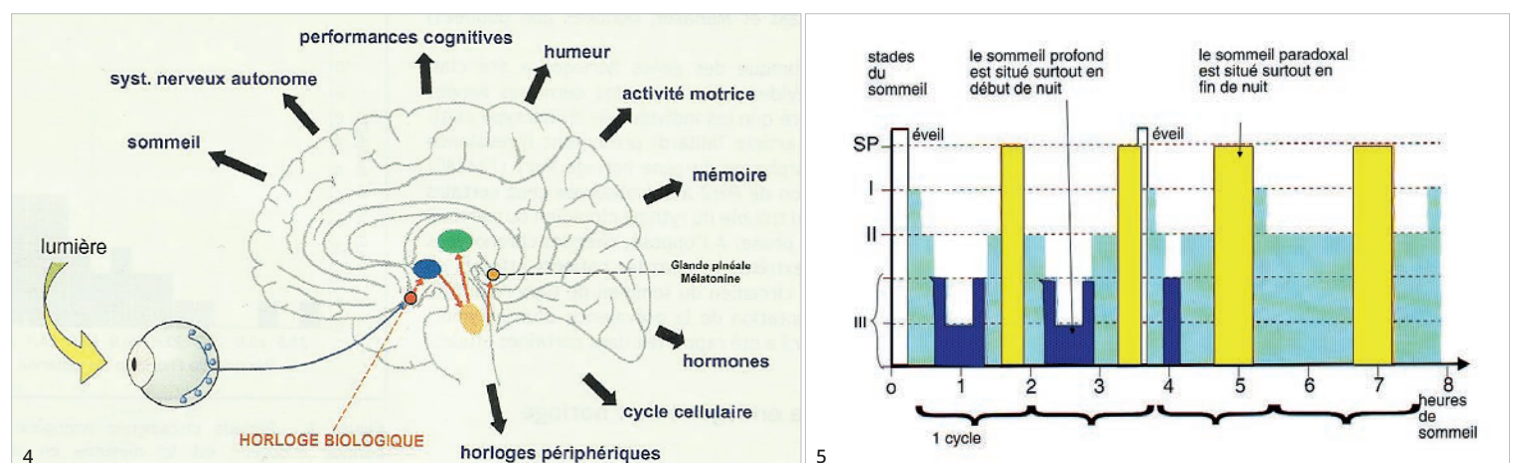 performances cognitives
humeur
syst. nerveux autonome
activité motrice
sommeil
mémoire
lumière
Glande pinéale
Mélatonine
hormones
cycle cellulaire
HORLOGE BIOLOGIQUE
horloges périphériques
4
stades
du
sommeil
le sommeil profond
est situé surtout en
début de nuit
le sommeil paradoxal
est situé surtout en
fin de nuit
éveil
éveil
SP
I
II
III
0 1 2 3 4 5 6 7 8
heures
de
sommeil
1 cycle
5